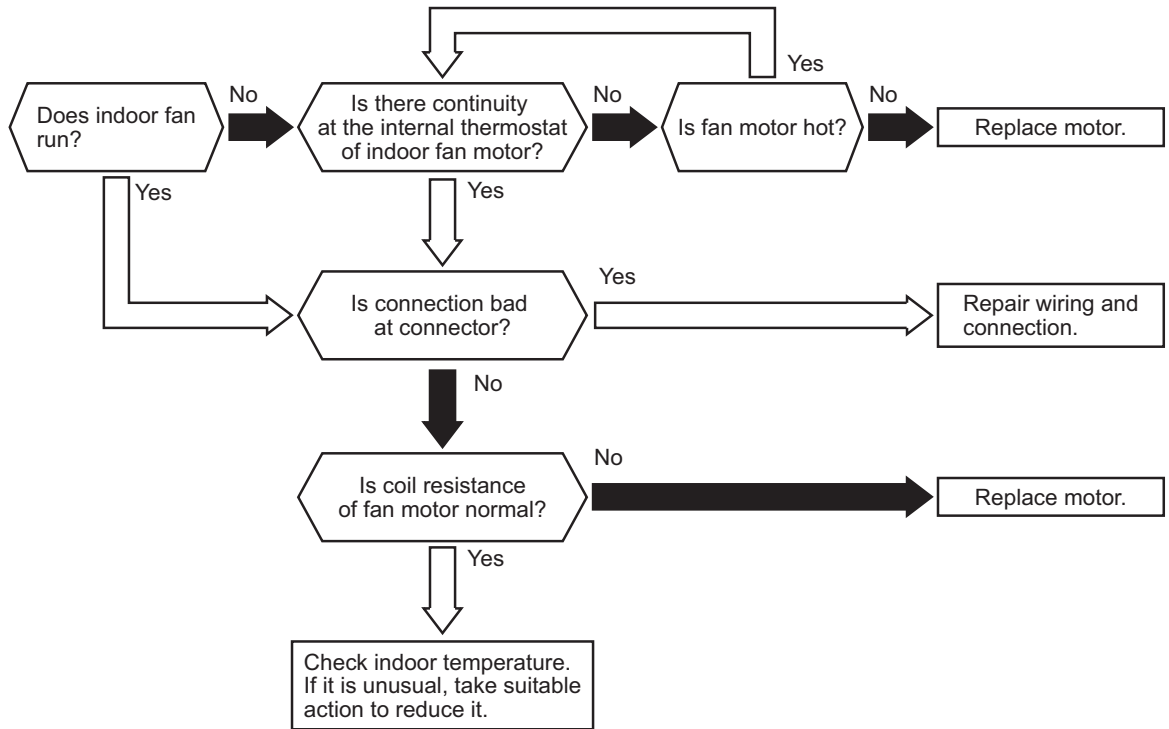 Yes
Does indoor fan
run?
No
Is there continuity
at the internal thermostat
of indoor fan motor?
No
Is fan motor hot?
No
Replace motor.
Yes
Yes
Is connection bad
at connector?
Yes
Repair wiring and
connection.
No
Is coil resistance
of fan motor normal?
No
Replace motor.
Yes
Check indoor temperature.
If it is unusual, take suitable
action to reduce it.